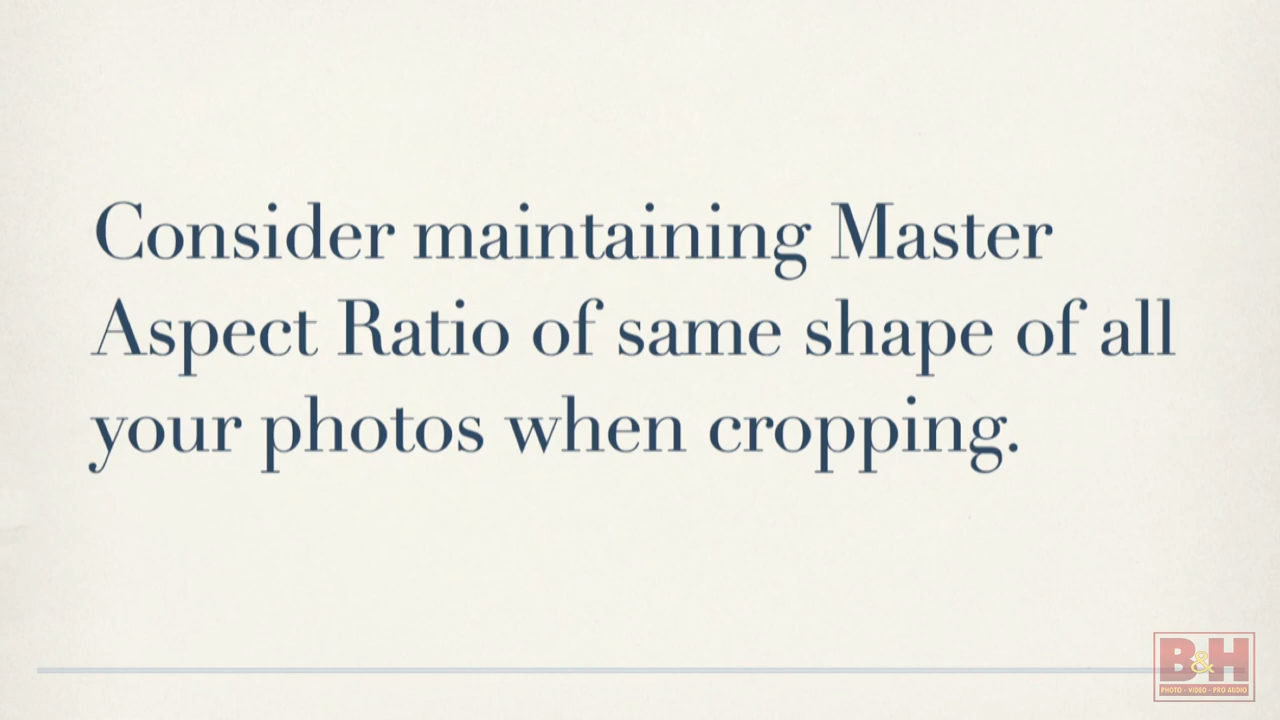 Consider maintaining Master
Aspect Ratio of same shape of all
your photos when cropping.
B&H
PHOTO - VIDEO - PRO AUDIO